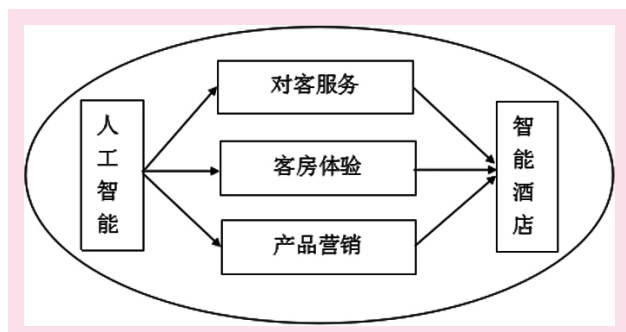 人工智能
对客服务
客房体验
产品营销
智能酒店